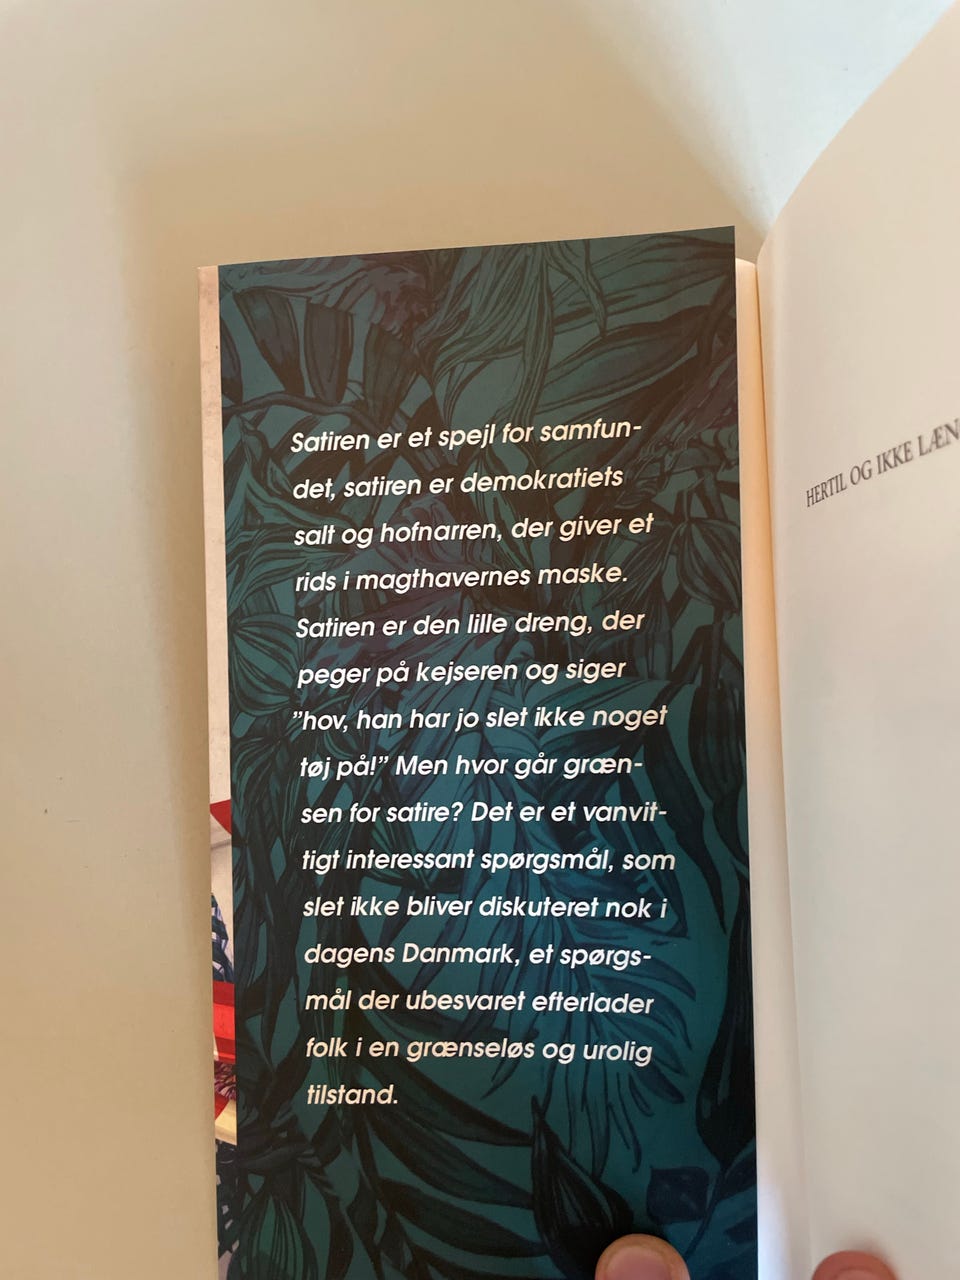 Satiren er et spejl for samfun-
det, satiren er demokratiets
salt og hofnarren, der giver et
rids i magthavernes maske.
Satiren er den lille dreng, der
peger på kejseren og siger
”hov, han har jo slet ikke noget
tøj på!” Men hvor går græn-
sen for satire? Det er et vanvit-
tigt interessant spørgsmål, som
slet ikke bliver diskuteret nok i
dagens Danmark, et spørgs-
mål der ubesvaret efterlader
folk i en grænseløs og urolig
tilstand.
HERTIL OG IKKE